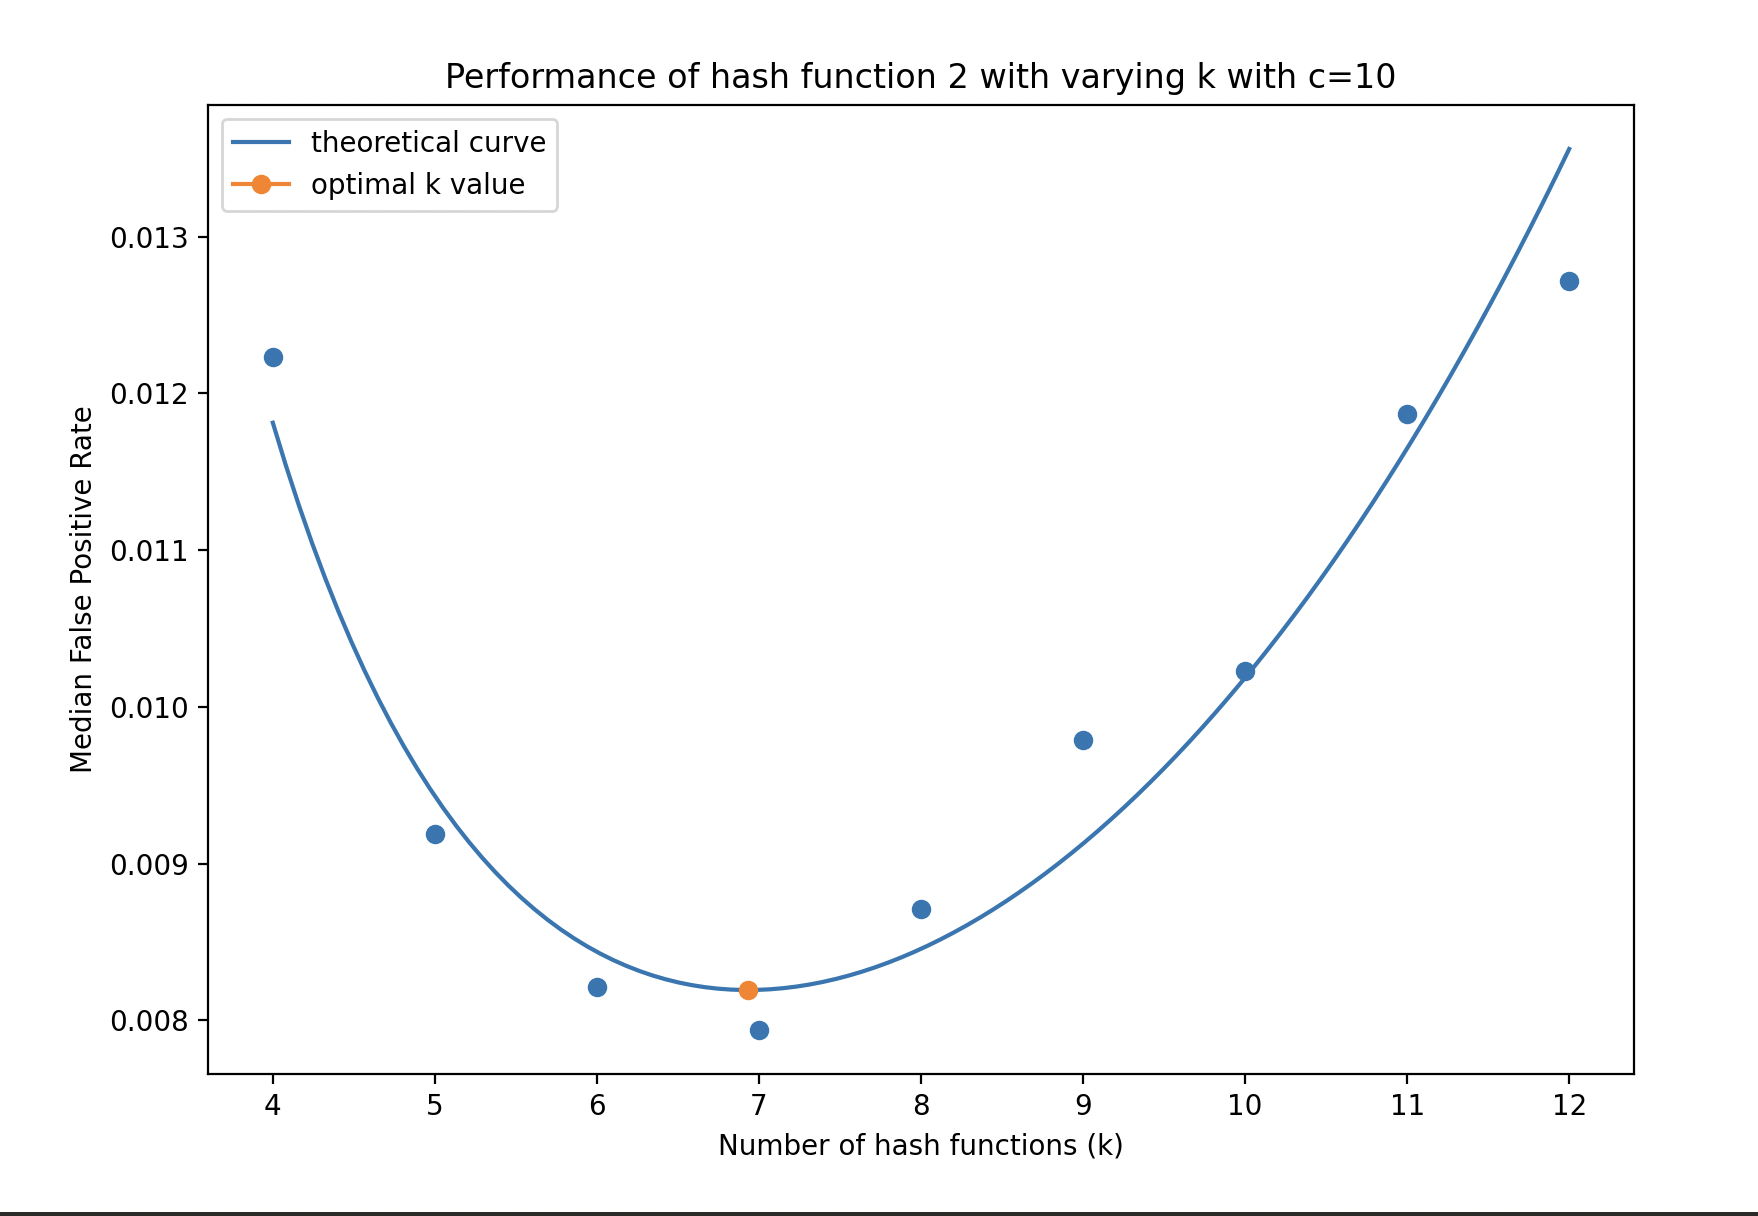 Performance of hash function 2 with varying k with c=10
theoretical curve
optimal k value
0.013
0.012
0.011
0.010
0.009
0.008
Median False Positive Rate
4 5 6 7 8 9 10 11 12
Number of hash functions (k)